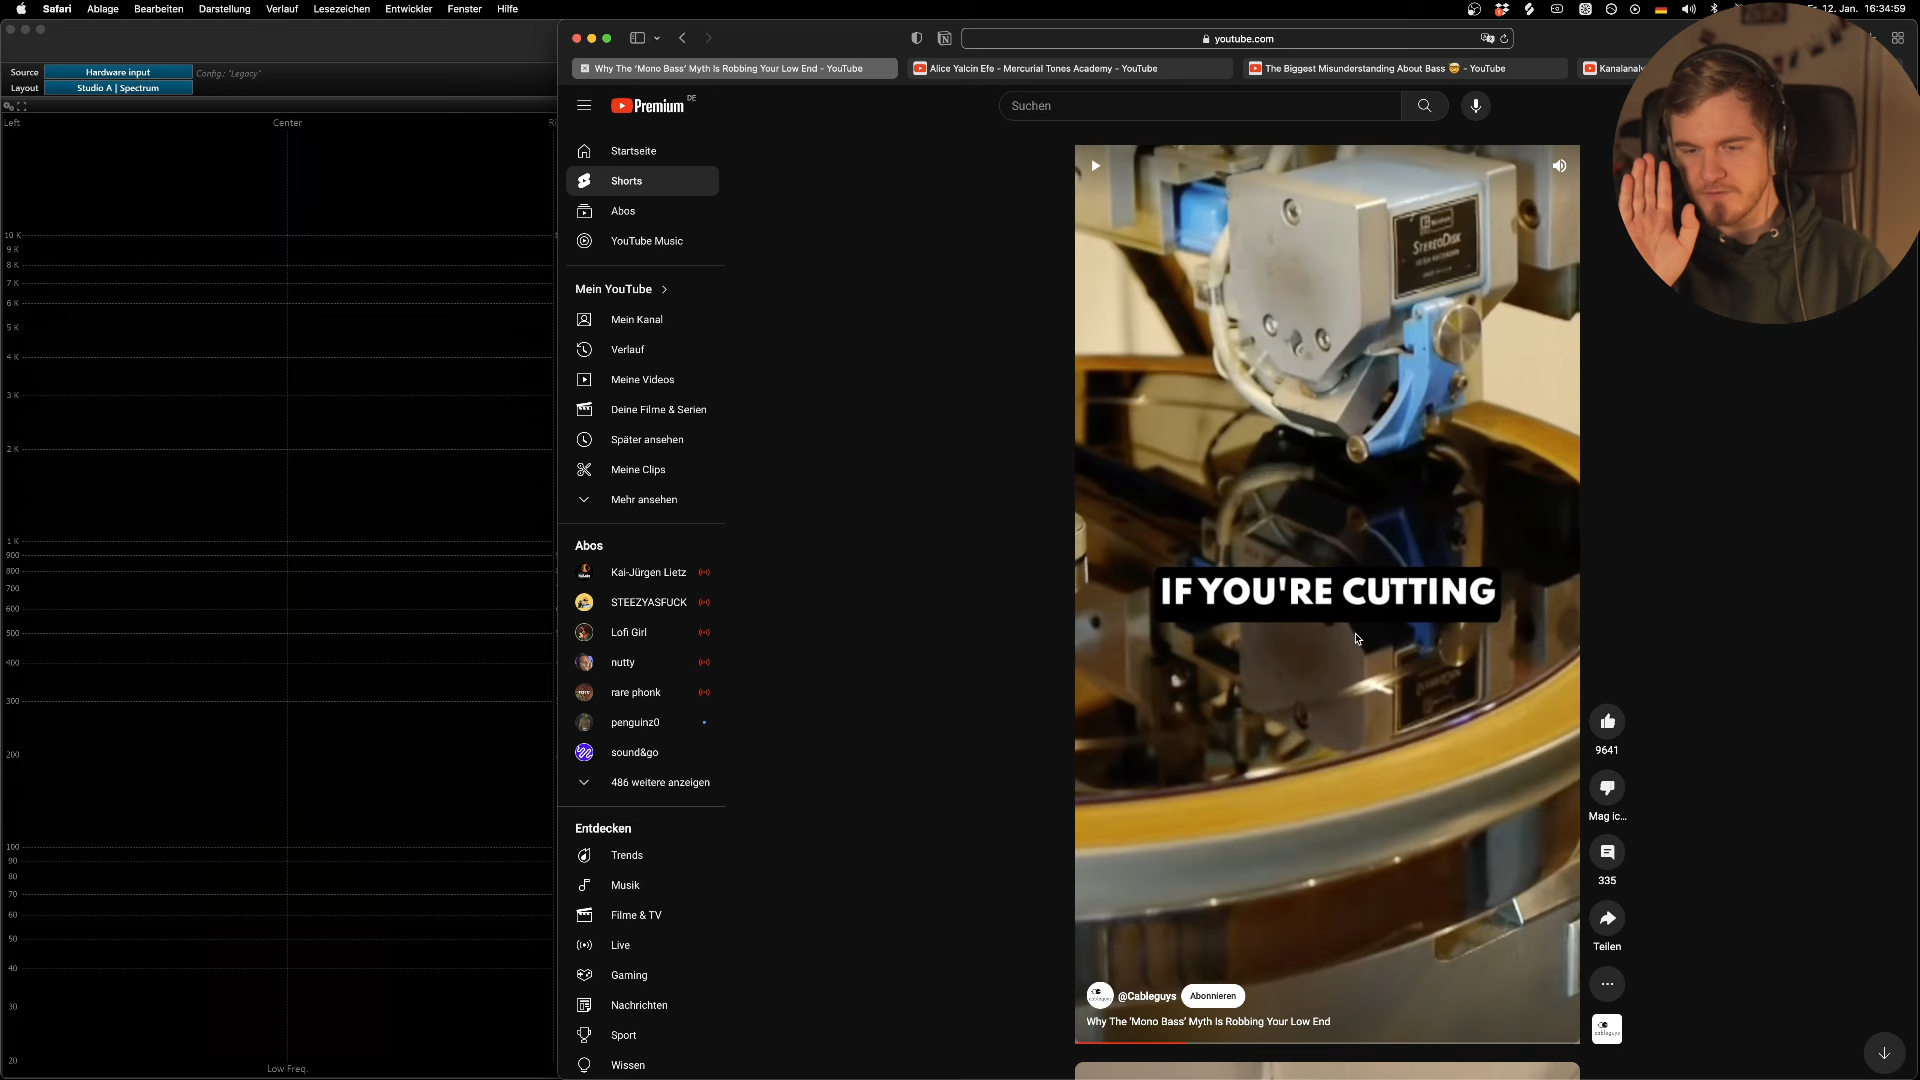 Safari Ablage Bearbeiten Darstellung Verlauf Lesezeichen Entwickler Fenster Hilfe
12. Jan. 16:34:59
youtube.com
Source Hardware input Config.: "Legacy"
Layout Studio A | Spectrum
Why The ‘Mono Bass’ Myth Is Robbing Your Low End - YouTube
Alice Yalcin Efe - Mercurial Tones Academy - YouTube
The Biggest Misunderstanding About Bass 🤯 - YouTube
Kanalanaly
Left Center Ri
10 K
9 K
8 K
7 K
6 K
5 K
4 K
3 K
2 K
1 K
900
800
700
600
500
400
300
200
100
90
80
70
60
50
40
30
20
Low Freq.
Premium DE
Suchen
Startseite
Shorts
Abos
YouTube Music
Mein YouTube
Mein Kanal
Verlauf
Meine Videos
Deine Filme & Serien
Später ansehen
Meine Clips
Mehr ansehen
Abos
Kai-Jürgen Lietz
STEEZYASFUCK
Lofi Girl
nutty
rare phonk
penguinz0
sound&go
486 weitere anzeigen
Entdecken
Trends
Musik
Filme & TV
Live
Gaming
Nachrichten
Sport
Wissen
STEREODISK
IF YOU'RE CUTTING
9641
Mag ic...
335
Teilen
@Cableguys Abonnieren
Why The ‘Mono Bass’ Myth Is Robbing Your Low End
cableguys